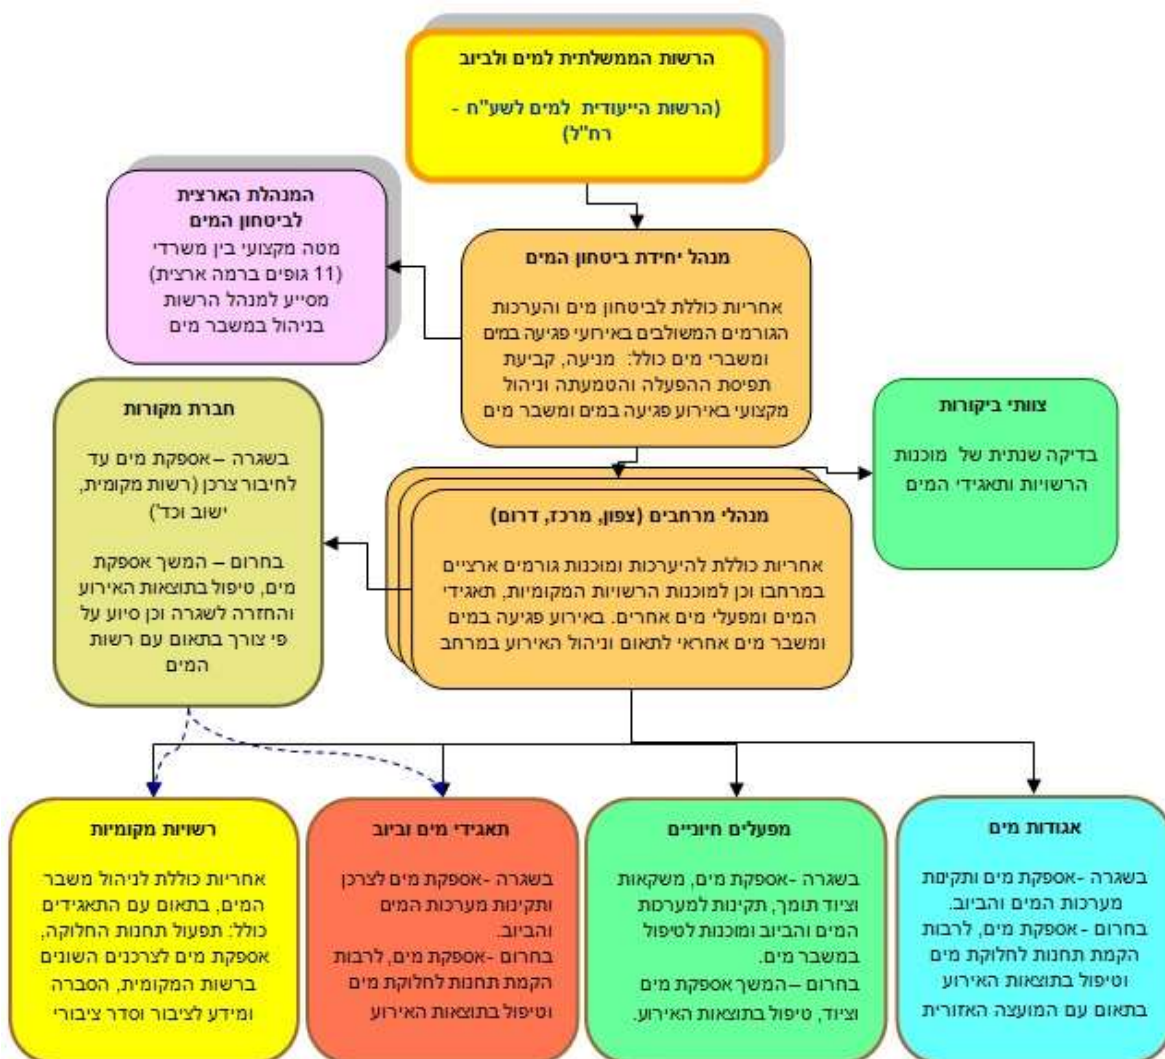 הרשות הממשלתית למים ולביוב
(הרשות הייעודית למים לשע"ח -
רח"ל)
המנהלת הארצית
לביטחון המים
מטה מקצועי בין משרדי
(11 גופים ברמה ארצית)
מסייע למנהל הרשות
בניהול במשבר מים
מנהל יחידת ביטחון המים
אחריות כוללת לביטחון מים והערכות
הגורמים המשולבים באירועי פגיעה במים
ומשברי מים כולל: מניעה, קביעת
תפיסת ההפעלה והטמעתה וניהול
מקצועי באירוע פגיעה במים ומשבר מים
צוותי ביקורות
בדיקה שנתית של מוכנות
הרשויות ותאגידי המים
חברת מקורות
בשגרה – אספקת מים עד
לחיבור צרכן (רשות מקומית,
ישוב וכד')
בחרום – המשך אספקת
מים, טיפול בתוצאות האירוע
והחזרה לשגרה וכן סיוע על
פי צורך בתאום עם רשות
המים
מנהלי מרחבים (צפון, מרכז, דרום)
אחריות כוללת להיערכות ומוכנות גורמים ארציים
במרחבו וכן למוכנות הרשויות המקומיות, תאגידי
המים ומפעלי מים אחרים. באירוע פגיעה במים
ומשבר מים אחראי לתאום וניהול האירוע במרחב
אגודות מים
בשגרה -אספקת מים ותקינות
מערכות המים והביוב.
בחרום - אספקת מים, לרבות
הקמת תחנות לחלוקת מים
וטיפול בתוצאות האירוע
בתאום עם המועצה האזורית
מפעלים חיוניים
בשגרה -אספקת מים, משקאות
וציוד תומך, תקינות למערכות
המים והביוב ומוכנות לטיפול
במשבר מים.
בחרום – המשך אספקת מים
וציוד, טיפול בתוצאות האירוע.
תאגידי מים וביוב
בשגרה -אספקת מים לצרכן
ותקינות מערכות המים
והביוב.
בחרום -אספקת מים, לרבות
הקמת תחנות לחלוקת מים
וטיפול בתוצאות האירוע
רשויות מקומיות
אחריות כוללת לניהול משבר
המים, בתאום עם התאגידים
כולל: תפעול תחנות החלוקה,
אספקת מים לצרכנים השונים
ברשות המקומית, הסברה
ומידע לציבור וסדר ציבורי